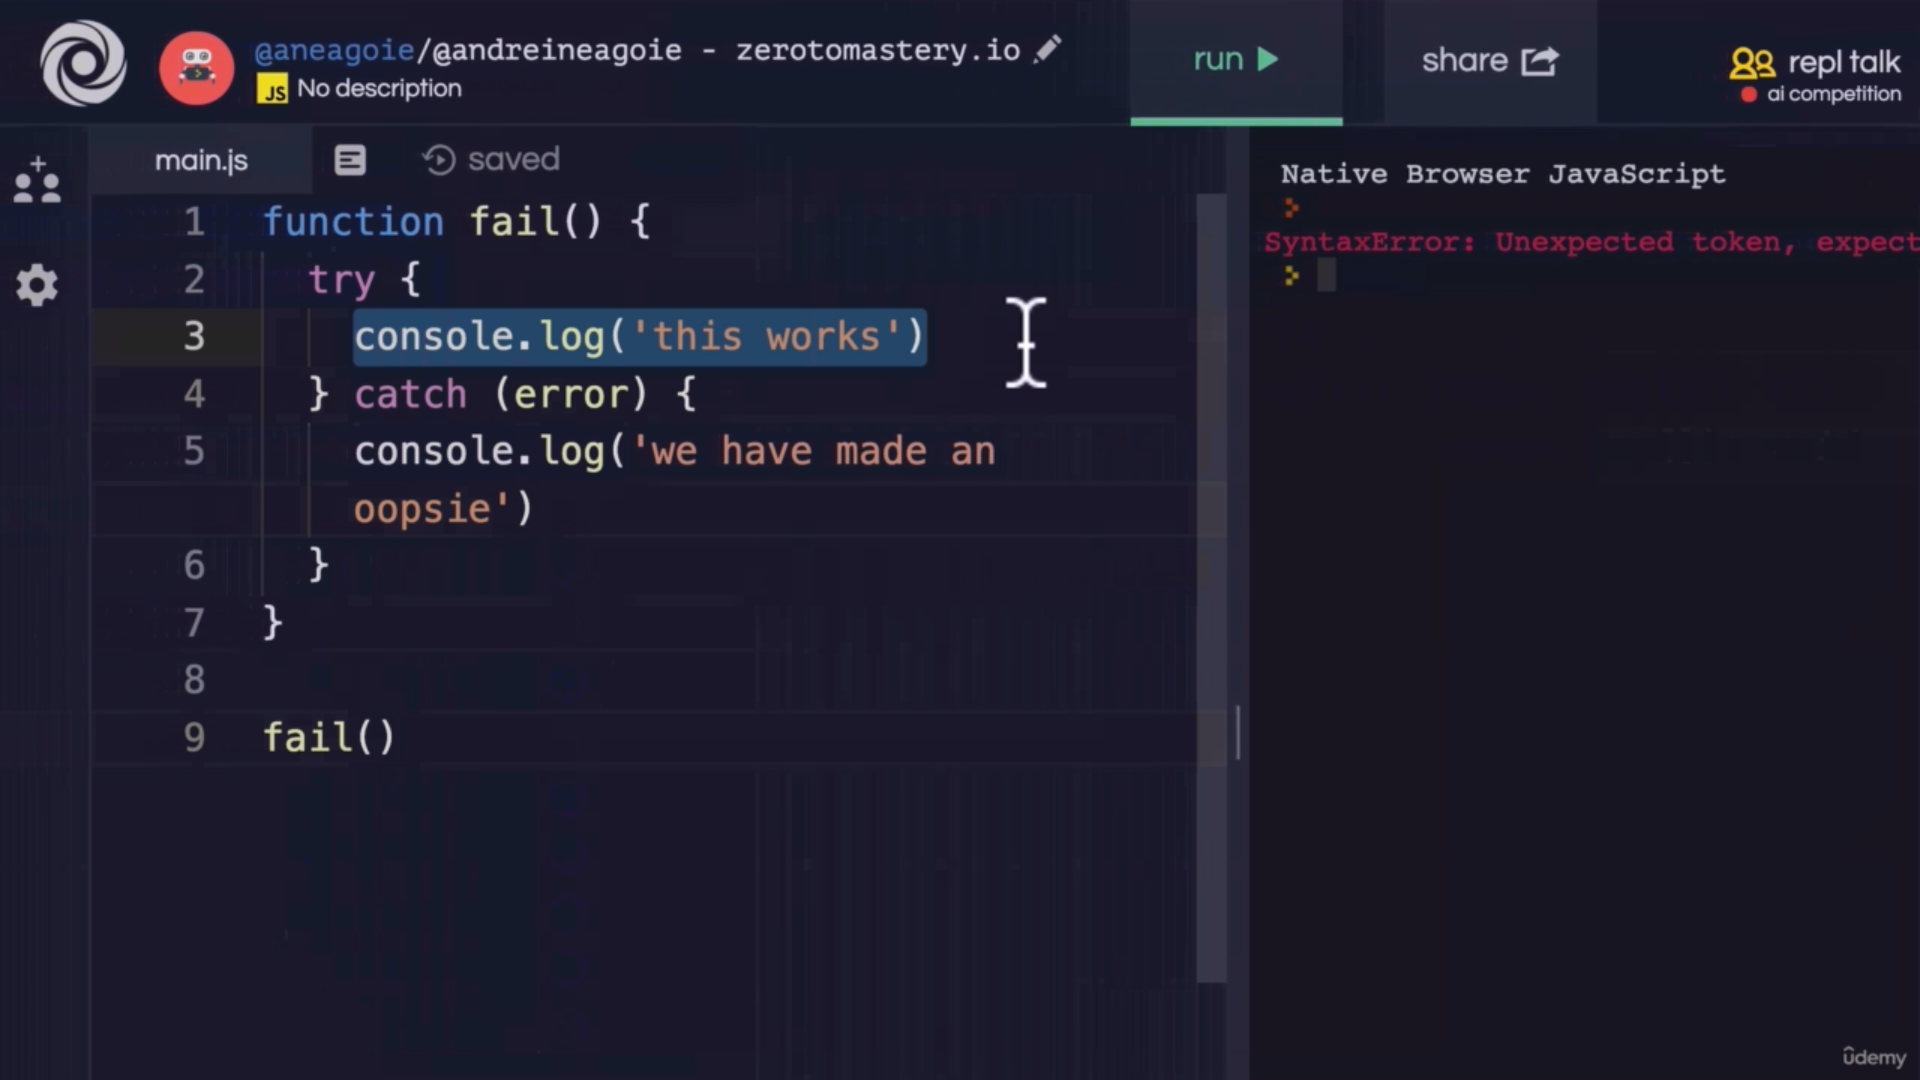 @aneagoie/@andreineagoie - zerotomastery.io
JS No description
run
share
repl talk
ai competition
main.js
saved
1 function fail() {
2 try {
3 console.log('this works')
4 } catch (error) {
5 console.log('we have made an
oopsie')
6 }
7 }
8
9 fail()
Native Browser JavaScript
>
SyntaxError: Unexpected token, expect
>
ûdemy